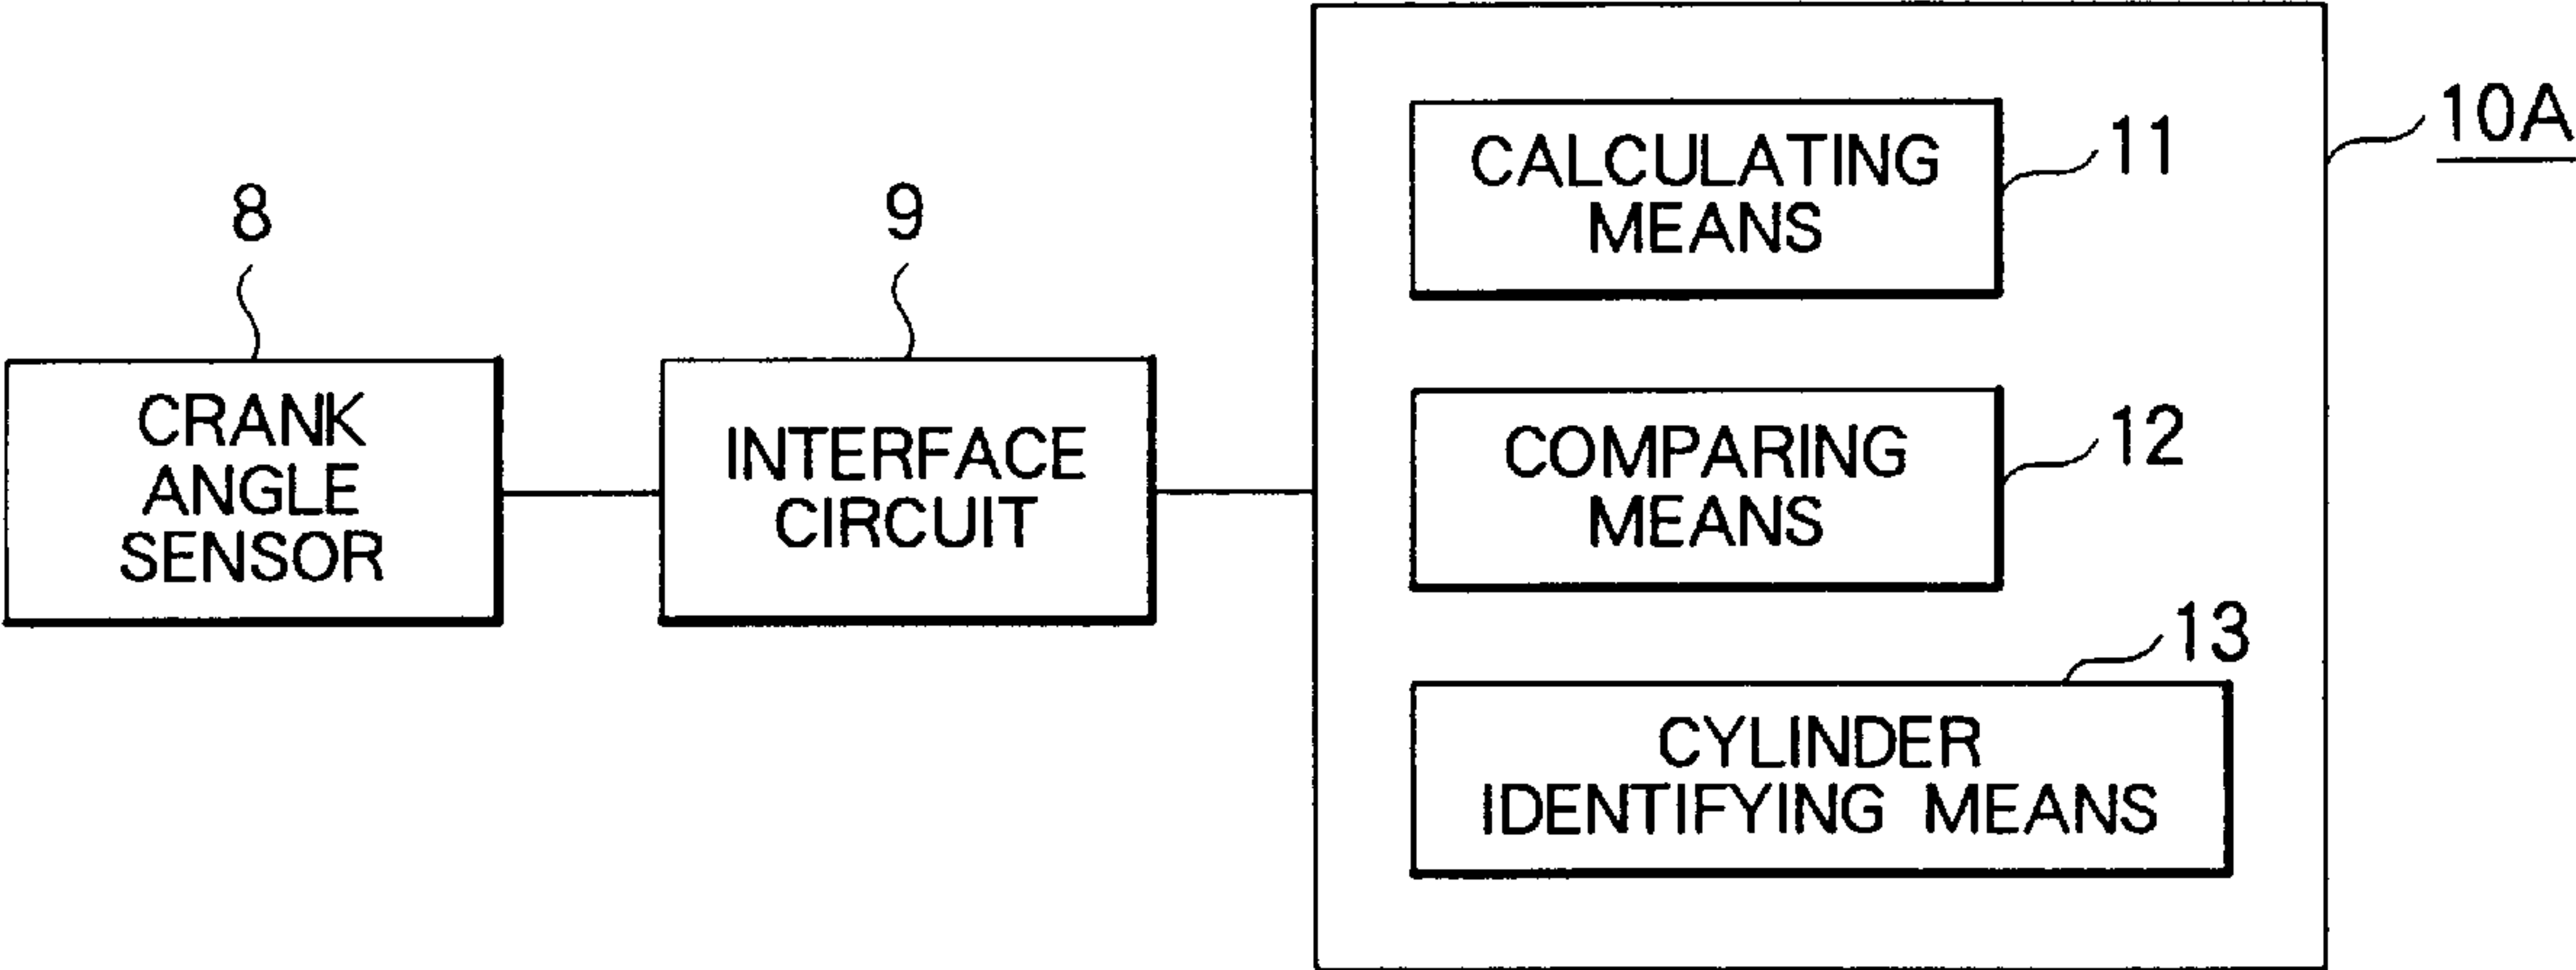 8
CRANK
ANGLE
SENSOR
9
INTERFACE
CIRCUIT
10A
11
CALCULATING
MEANS
12
COMPARING
MEANS
13
CYLINDER
IDENTIFYING MEANS